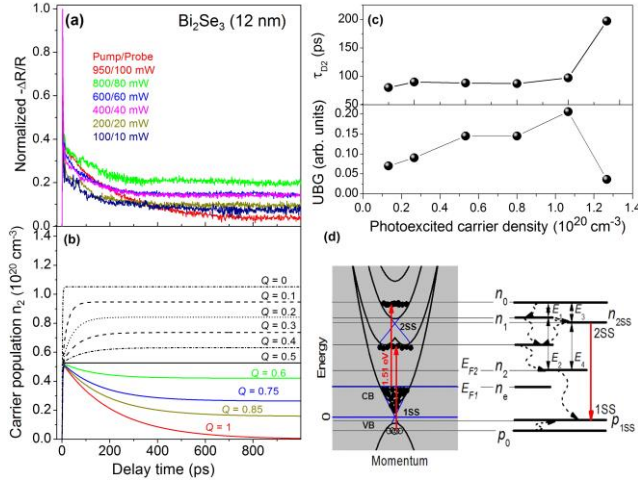 (a)
Bi₂Se₃ (12 nm)
Pump/Probe
950/100 mW
800/80 mW
600/60 mW
400/40 mW
200/20 mW
100/10 mW
Normalized -ΔR/R
1.0
0.8
0.6
0.4
0.2
0.0
(b)
Carrier population n₂ (10²⁰ cm⁻³)
1.4
1.2
1.0
0.8
0.6
0.4
0.2
0.0
Q = 0
Q = 0.1
Q = 0.2
Q = 0.3
Q = 0.4
Q = 0.5
Q = 0.6
Q = 0.75
Q = 0.85
Q = 1
0 200 400 600 800
Delay time (ps)
(c)
τD2 (ps)
200
150
100
50
UBG (arb. units)
0.20
0.15
0.10
0.05
0.00
0.0 0.2 0.4 0.6 0.8 1.0 1.2 1.4
Photoexcited carrier density (10²⁰ cm⁻³)
(d)
Energy
0
1.51 eV
2SS
CB
1SS
VB
EF2
EF1
Momentum
n₀
n₁
n₂
nₑ
p₀
E₃
E₂
E₄
n2SS
2SS
1SS
p1SS